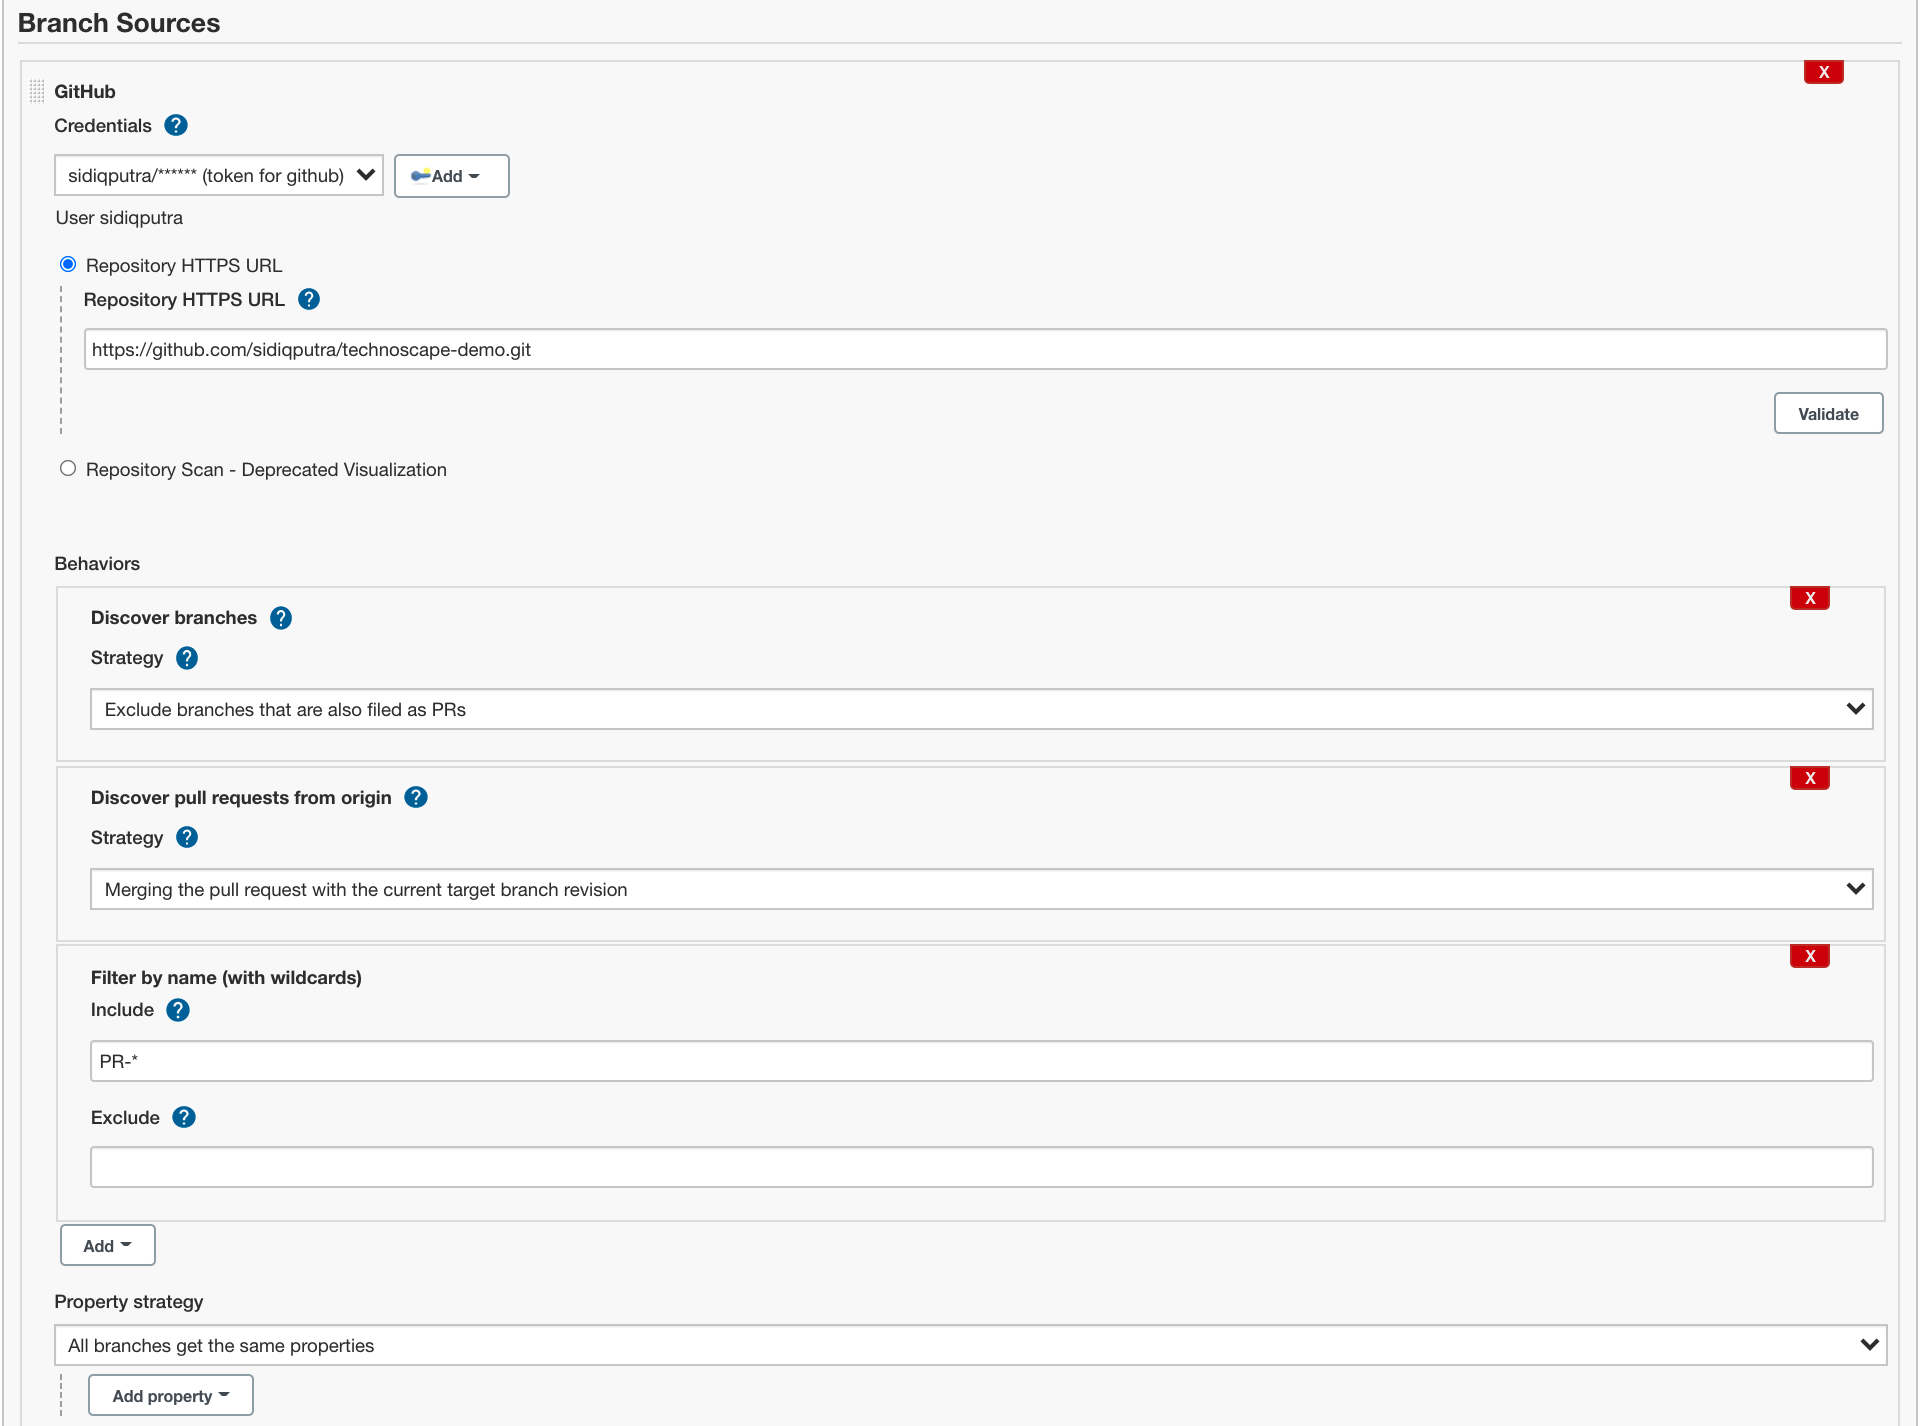 Branch Sources
X
GitHub
Credentials ?
sidiqputra/****** (token for github)
Add
User sidiqputra
Repository HTTPS URL
Repository HTTPS URL ?
https://github.com/sidiqputra/technoscape-demo.git
Validate
Repository Scan - Deprecated Visualization
Behaviors
X
Discover branches ?
Strategy ?
Exclude branches that are also filed as PRs
X
Discover pull requests from origin ?
Strategy ?
Merging the pull request with the current target branch revision
X
Filter by name (with wildcards)
Include ?
PR-*
Exclude ?
Add
Property strategy
All branches get the same properties
Add property